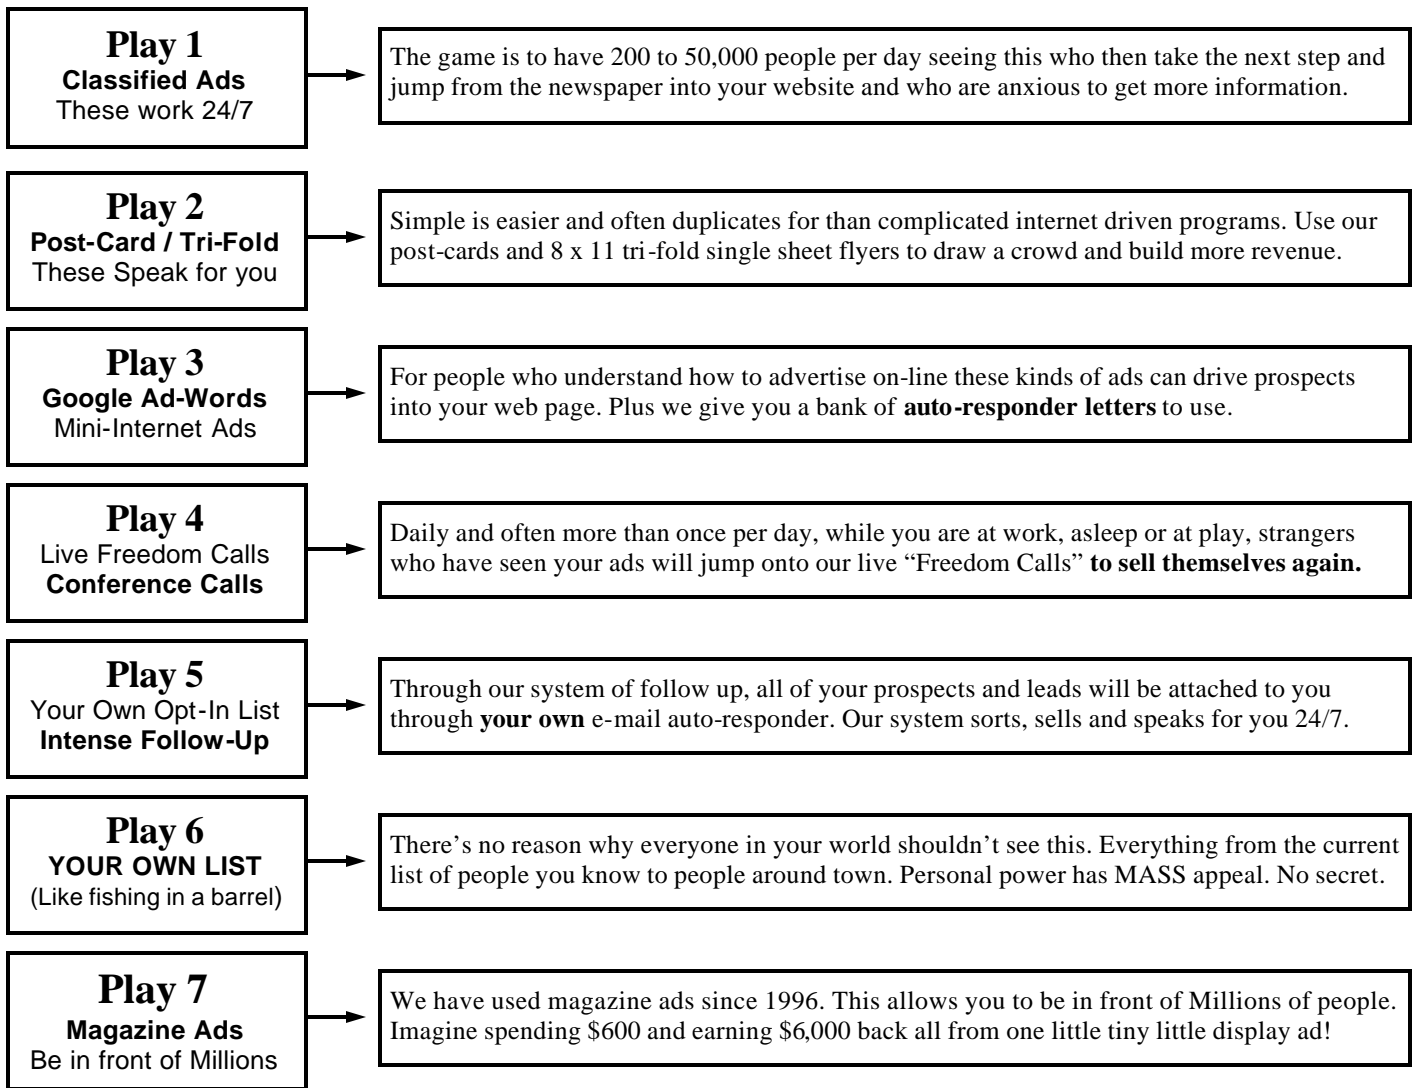 Play 1
Classified Ads
These work 24/7
The game is to have 200 to 50,000 people per day seeing this who then take the next step and
jump from the newspaper into your website and who are anxious to get more information.
Play 2
Post-Card / Tri-Fold
These Speak for you
Simple is easier and often duplicates for than complicated internet driven programs. Use our
post-cards and 8 x 11 tri-fold single sheet flyers to draw a crowd and build more revenue.
Play 3
Google Ad-Words
Mini-Internet Ads
For people who understand how to advertise on-line these kinds of ads can drive prospects
into your web page. Plus we give you a bank of auto-responder letters to use.
Play 4
Live Freedom Calls
Conference Calls
Daily and often more than once per day, while you are at work, asleep or at play, strangers
who have seen your ads will jump onto our live “Freedom Calls” to sell themselves again.
Play 5
Your Own Opt-In List
Intense Follow-Up
Through our system of follow up, all of your prospects and leads will be attached to you
through your own e-mail auto-responder. Our system sorts, sells and speaks for you 24/7.
Play 6
YOUR OWN LIST
(Like fishing in a barrel)
There’s no reason why everyone in your world shouldn’t see this. Everything from the current
list of people you know to people around town. Personal power has MASS appeal. No secret.
Play 7
Magazine Ads
Be in front of Millions
We have used magazine ads since 1996. This allows you to be in front of Millions of people.
Imagine spending $600 and earning $6,000 back all from one little tiny little display ad!